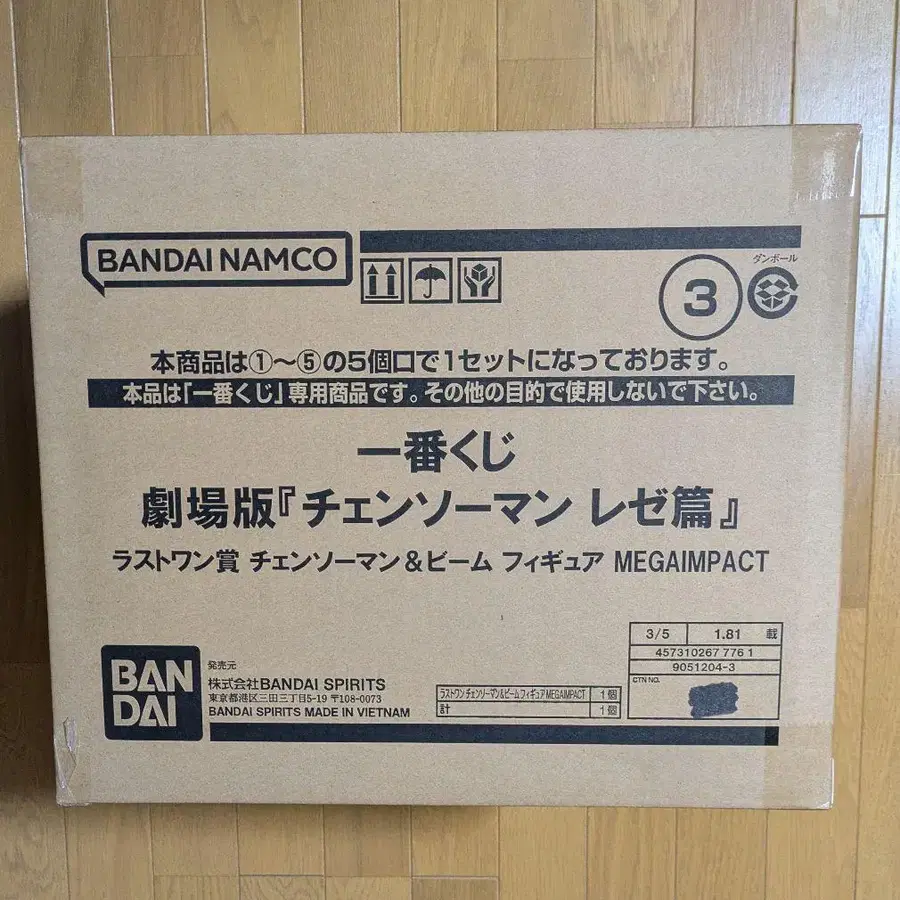 BANDAI NAMCO
ダンボール
3
本商品は①〜⑤の5個口で1セットになっております。
本品は「一番くじ」専用商品です。その他の目的で使用しないで下さい。
一番くじ
劇場版『チェンソーマン レゼ篇』
ラストワン賞 チェンソーマン&ビーム フィギュア MEGAIMPACT
3/5 1.81 載
457310267 776 1
9051204-3
CTN NO.
BAN
DAI
発売元
株式会社BANDAI SPIRITS
東京都港区三田三丁目5-19 〒108-0073
BANDAI SPIRITS MADE IN VIETNAM
ラストワン チェンソーマン&ビーム フィギュア MEGAIMPACT 1個
計 1個